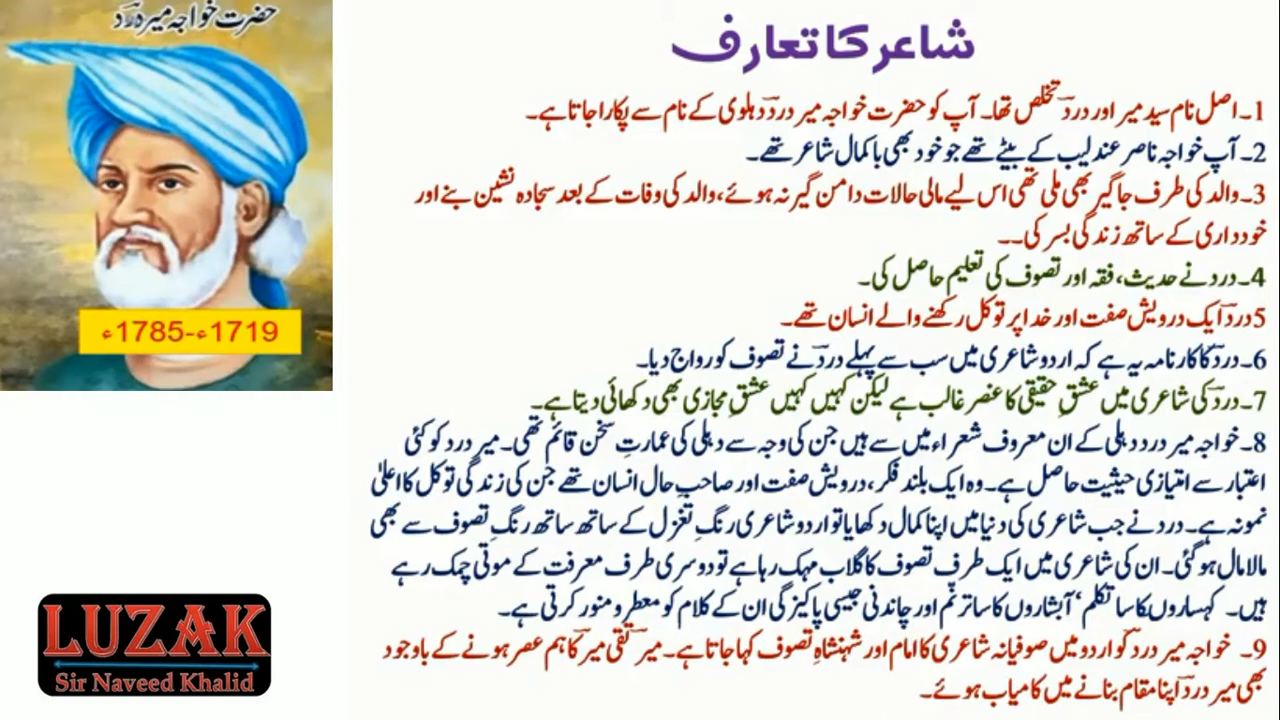 حضرت خواجہ میر درد
1719ء-1785ء
شاعر کا تعارف
1۔ اصل نام سید میر اور دردؔ تخلص تھا۔ آپ کو حضرت خواجہ میر دردؔ دہلوی کے نام سے پکارا جاتا ہے۔
2۔ آپ خواجہ ناصر عندلیب کے بیٹے تھے جو خود بھی باکمال شاعر تھے۔
3۔ والد کی طرف جاگیر بھی ملی تھی اس لیے مالی حالات دامن گیر نہ ہوئے، والد کی وفات کے بعد سجادہ نشین بنے اور
خودداری کے ساتھ زندگی بسر کی۔۔
4۔ درد نے حدیث، فقہ اور تصوف کی تعلیم حاصل کی۔
5 دردؔ ایک درویش صفت اور خدا پر توکل رکھنے والے انسان تھے۔
6۔ دردؔ کا کارنامہ یہ ہے کہ اردو شاعری میں سب سے پہلے دردؔ نے تصوف کو رواج دیا۔
7۔ دردؔ کی شاعری میں عشقِ حقیقی کا عنصر غالب ہے لیکن کہیں کہیں عشقِ مجازی بھی دکھائی دیتا ہے۔
8۔ خواجہ میر درد دہلی کے ان معروف شعراء میں سے ہیں جن کی وجہ سے دہلی کی عمارتِ سخن قائم تھی۔ میر درد کو کئی
اعتبار سے امتیازی حیثیت حاصل ہے۔ وہ ایک بلند فکر، درویش صفت اور صاحبِ حال انسان تھے جن کی زندگی توکل کا اعلیٰ
نمونہ ہے۔ درد نے جب شاعری کی دنیا میں اپنا کمال دکھایا تو اردو شاعری رنگِ تغزل کے ساتھ ساتھ رنگِ تصوف سے بھی
مالا مال ہو گئی۔ ان کی شاعری میں ایک طرف تصوف کا گلاب مہک رہا ہے تو دوسری طرف معرفت کے موتی چمک رہے
ہیں۔ کہساروں کا سا تکلم، آبشاروں کا سا ترنم اور چاندنی جیسی پاکیزگی ان کے کلام کو معطر و منور کرتی ہے۔
9۔ خواجہ میر دردؔ کو اردو میں صوفیانہ شاعری کا امام اور شہنشاہِ تصوف کہا جاتا ہے۔ میر تقی میرؔ کا ہم عصر ہونے کے باوجود
بھی میر دردؔ اپنا مقام بنانے میں کامیاب ہوئے۔
LUZAK
Sir Naveed Khalid